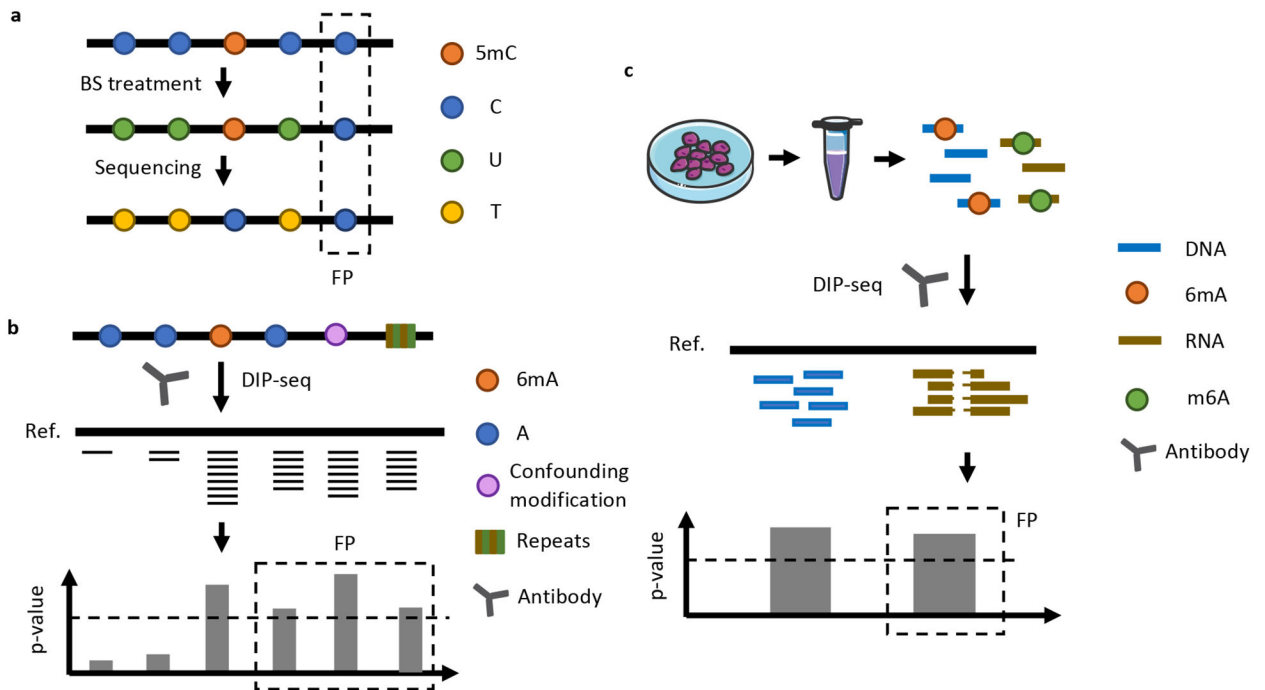 a
BS treatment
Sequencing
FP
5mC
C
U
T
b
DIP-seq
Ref.
FP
p-value
6mA
A
Confounding
modification
Repeats
Antibody
c
DIP-seq
Ref.
FP
p-value
DNA
6mA
RNA
m6A
Antibody